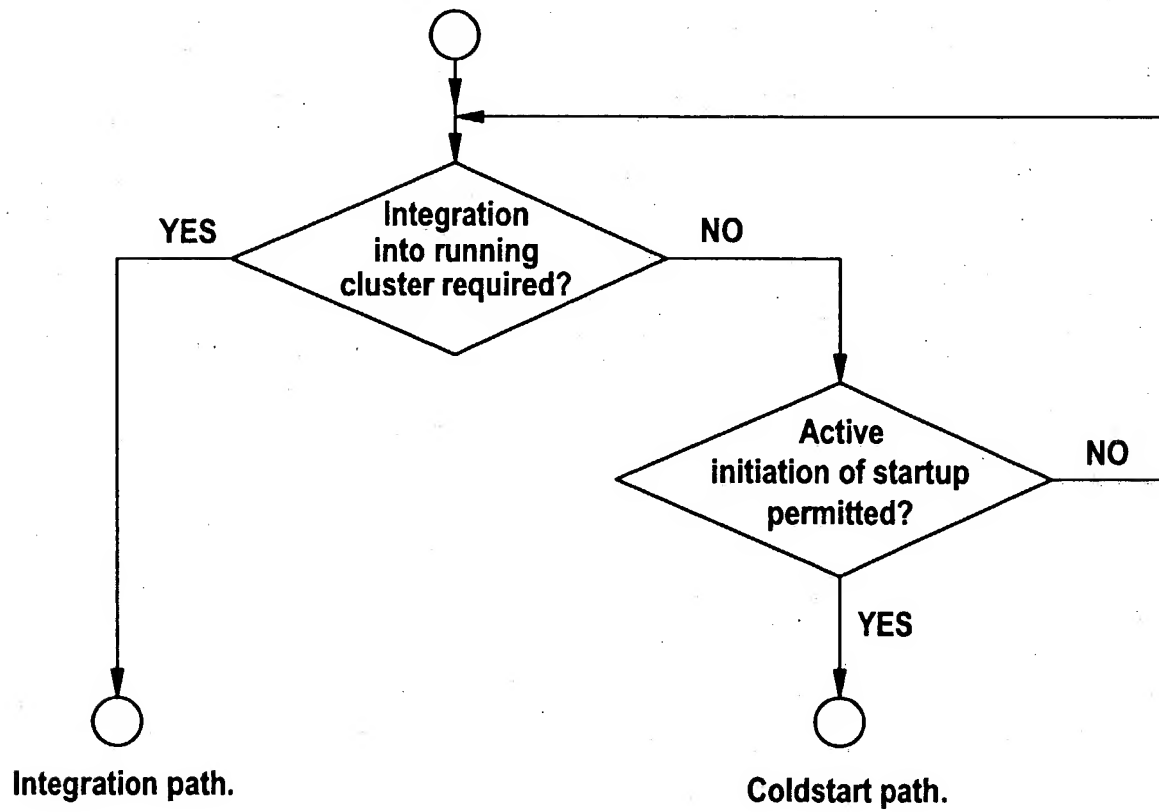 Integration
into running
cluster required?
YES
NO
Active
initiation of startup
permitted?
NO
YES
Integration path.
Coldstart path.